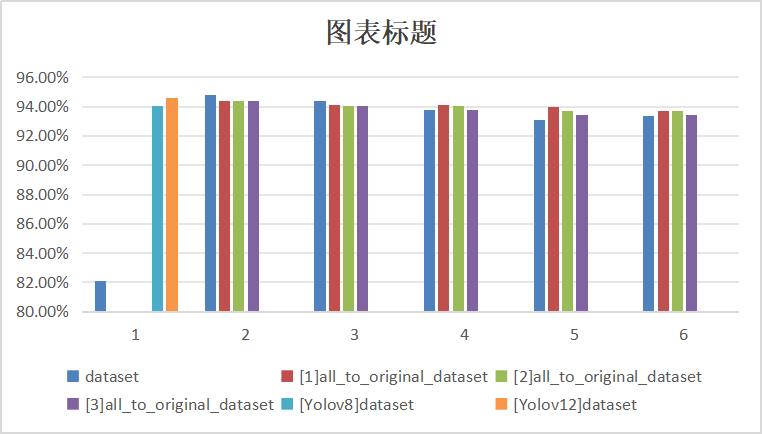 图表标题
96.00%
94.00%
92.00%
90.00%
88.00%
86.00%
84.00%
82.00%
80.00%
1 2 3 4 5 6
dataset [1]all_to_original_dataset [2]all_to_original_dataset
[3]all_to_original_dataset [Yolov8]dataset [Yolov12]dataset